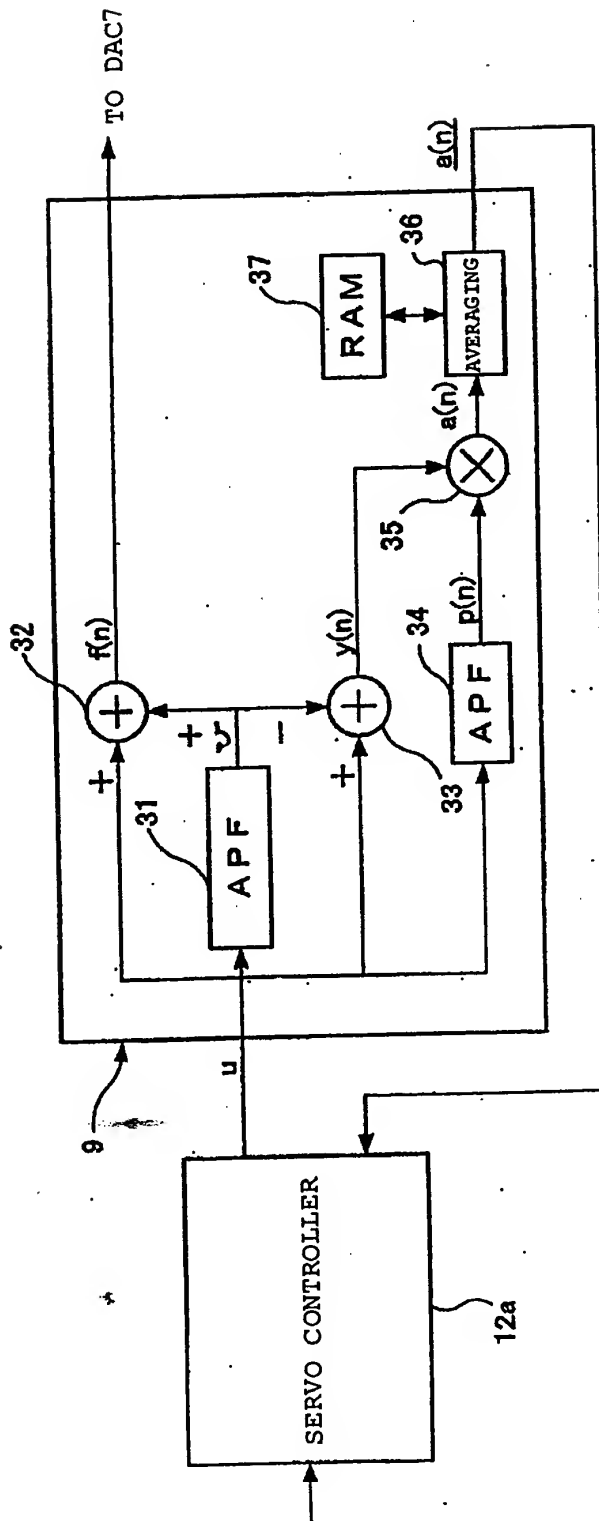 TO DAC7
32
f(n)
37
RAM
a(n)
36
AVERAGING
a(n)
35
y(n)
p(n)
34
APF
33
+
+
+
υ
−
+
+
31
APF
×
u
9
SERVO CONTROLLER
12a